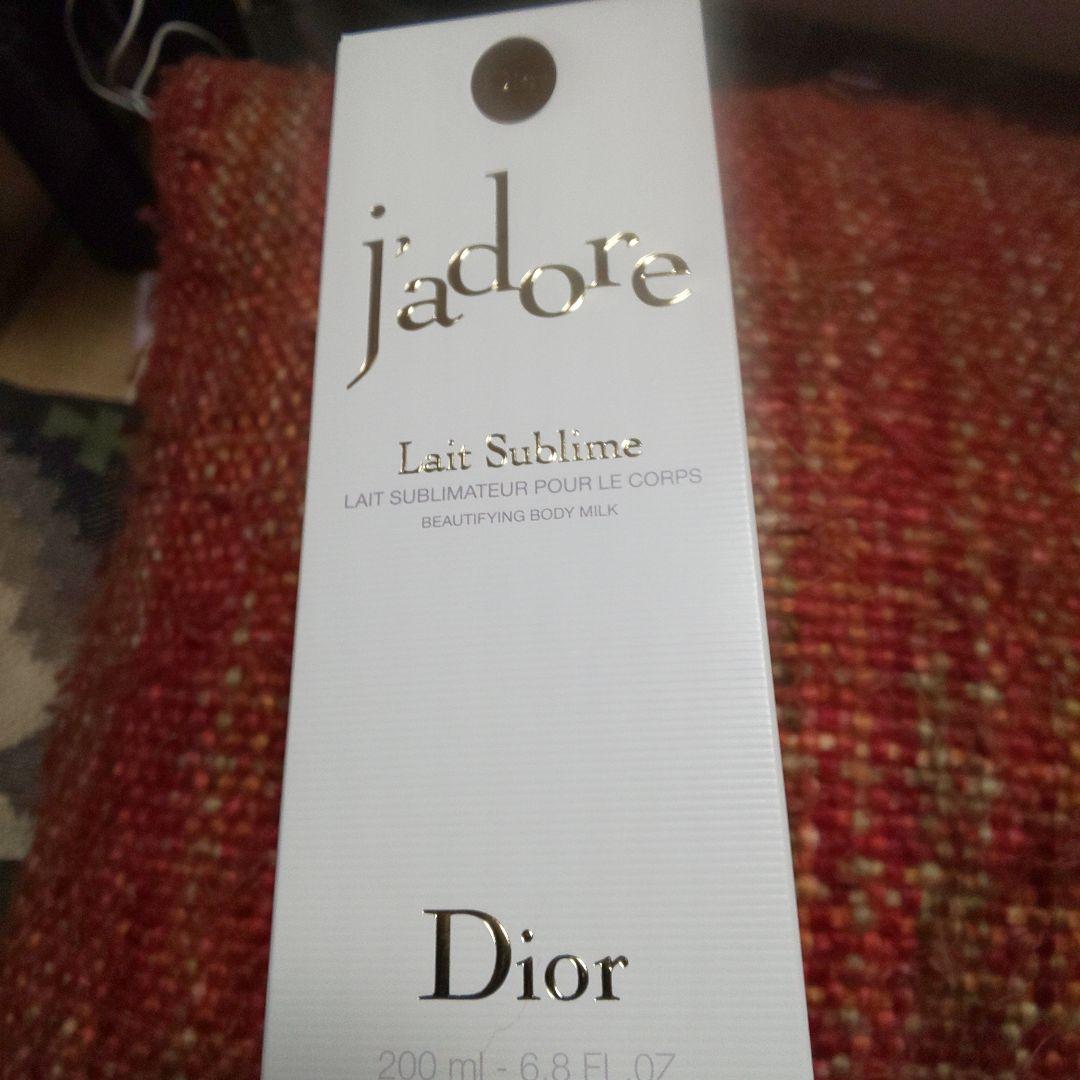 j'adore
Lait Sublime
LAIT SUBLIMATEUR POUR LE CORPS
BEAUTIFYING BODY MILK
Dior
200 ml - 6.8 FL .OZ